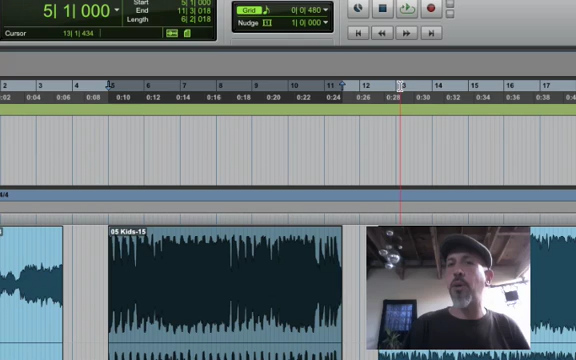 5| 1| 000
Start
End
Length
5| 1| 000
11| 3| 018
6| 2| 018
Cursor 13| 1| 434
Grid 0| 0| 480
Nudge 1| 0| 000
2 3 4 5 6 7 8 9 10 11 12 13 14 15 16 17
0:02 0:04 0:06 0:08 0:10 0:12 0:14 0:16 0:18 0:20 0:22 0:24 0:26 0:28 0:30 0:32 0:34 0:36 0:38
4/4
05 Kids-15